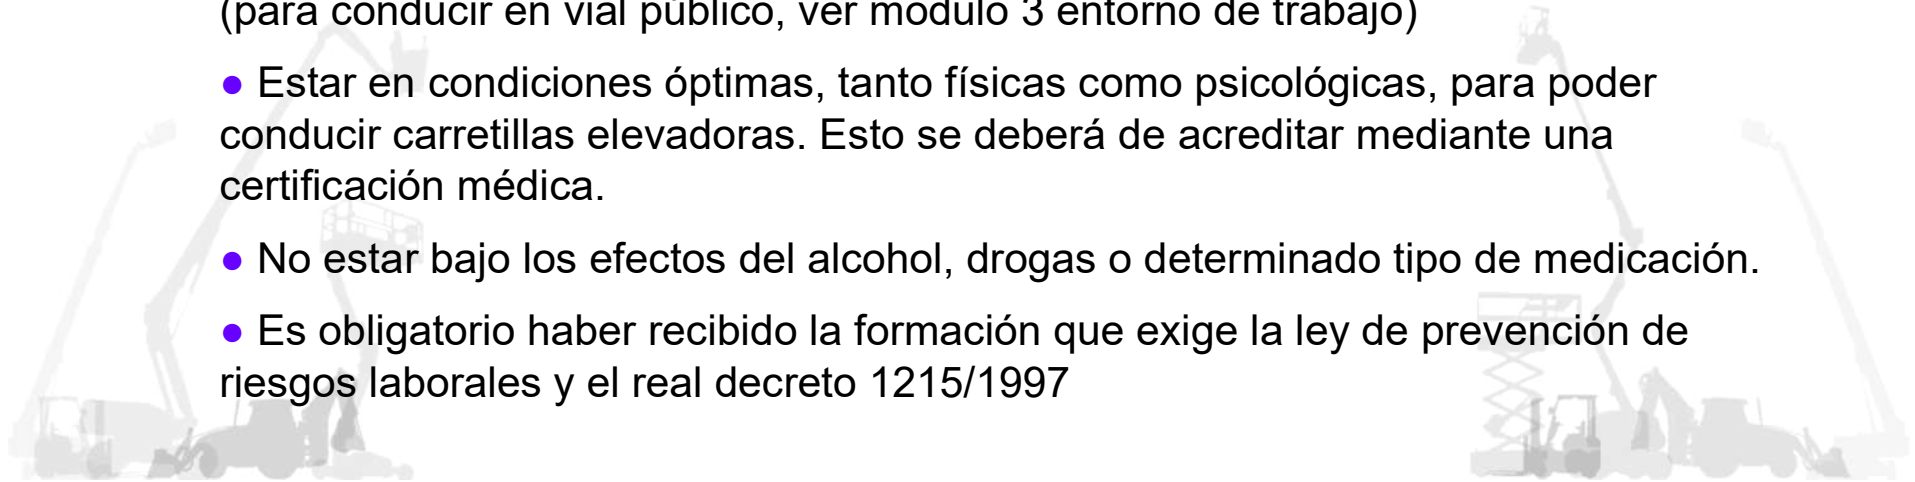 (para conducir en vial público, ver módulo 3 entorno de trabajo)
● Estar en condiciones óptimas, tanto físicas como psicológicas, para poder
conducir carretillas elevadoras. Esto se deberá de acreditar mediante una
certificación médica.
● No estar bajo los efectos del alcohol, drogas o determinado tipo de medicación.
● Es obligatorio haber recibido la formación que exige la ley de prevención de
riesgos laborales y el real decreto 1215/1997